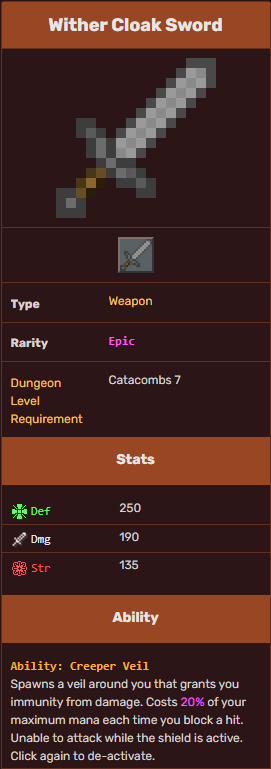 Wither Cloak Sword
Type Weapon
Rarity Epic
Dungeon Catacombs 7
Level
Requirement
Stats
Def 250
Dmg 190
Str 135
Ability
Ability: Creeper Veil
Spawns a veil around you that grants you
immunity from damage. Costs 20% of your
maximum mana each time you block a hit.
Unable to attack while the shield is active.
Click again to de-activate.